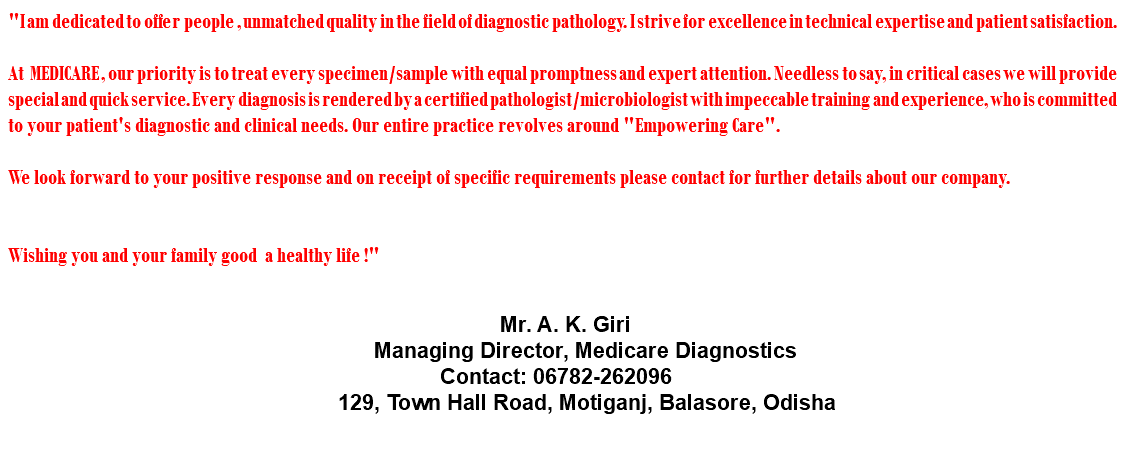 "I am dedicated to offer people , unmatched quality in the field of diagnostic pathology. I strive for excellence in technical expertise and patient satisfaction.
At MEDICARE, our priority is to treat every specimen/sample with equal promptness and expert attention. Needless to say, in critical cases we will provide
special and quick service. Every diagnosis is rendered by a certified pathologist/microbiologist with impeccable training and experience, who is committed
to your patient's diagnostic and clinical needs. Our entire practice revolves around "Empowering Care".
We look forward to your positive response and on receipt of specific requirements please contact for further details about our company.
Wishing you and your family good a healthy life !"
Mr. A. K. Giri
Managing Director, Medicare Diagnostics
Contact: 06782-262096
129, Town Hall Road, Motiganj, Balasore, Odisha